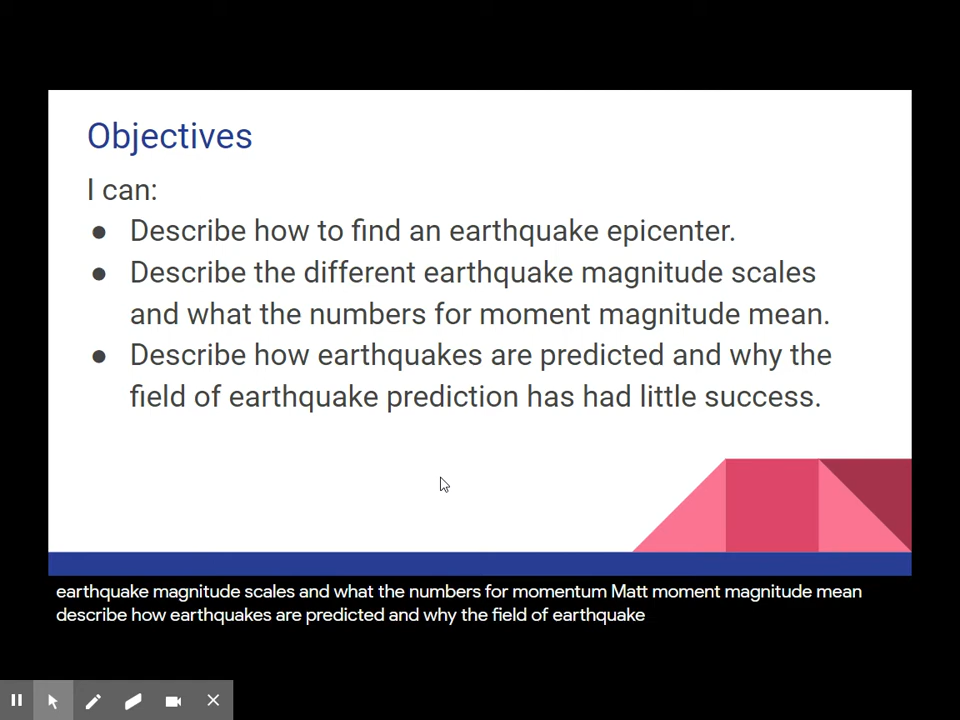 Objectives
I can:
● Describe how to find an earthquake epicenter.
● Describe the different earthquake magnitude scales
and what the numbers for moment magnitude mean.
● Describe how earthquakes are predicted and why the
field of earthquake prediction has had little success.
earthquake magnitude scales and what the numbers for momentum Matt moment magnitude mean
describe how earthquakes are predicted and why the field of earthquake